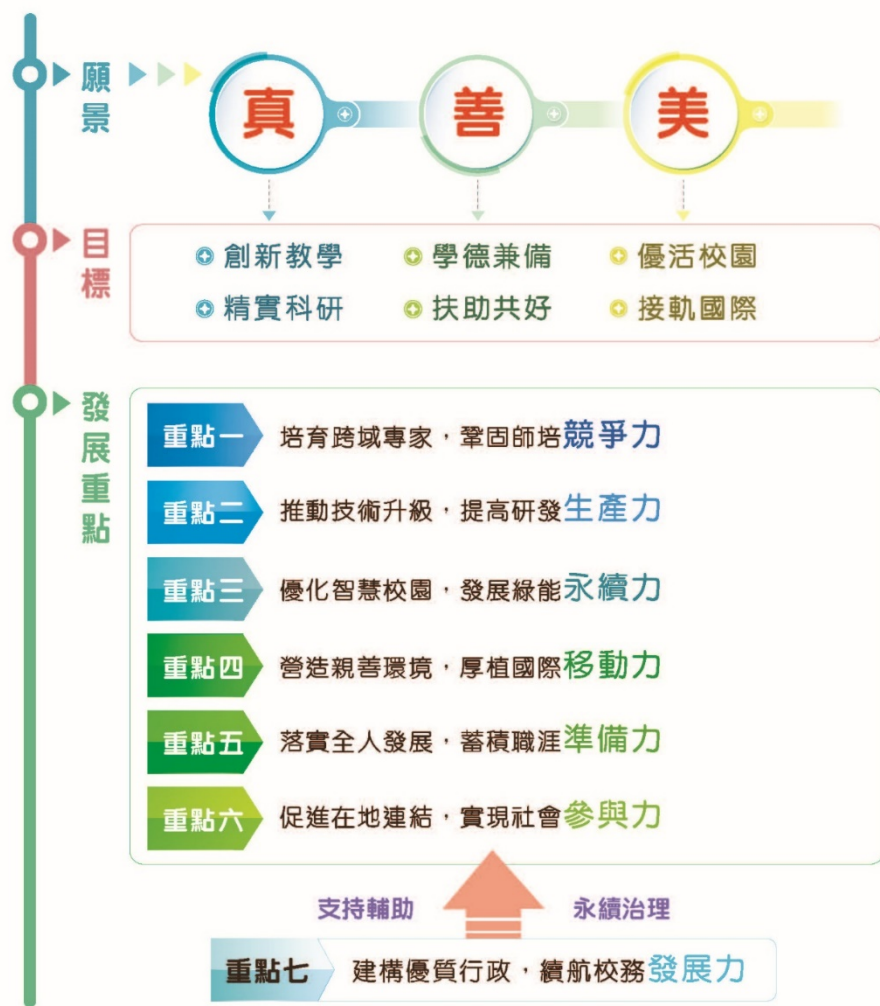 願景
真 善 美
目標
創新教學 學德兼備 優活校園
精實科研 扶助共好 接軌國際
發展重點
重點一 培育跨域專家，鞏固師培競爭力
重點二 推動技術升級，提高研發生產力
重點三 優化智慧校園，發展綠能永續力
重點四 營造親善環境，厚植國際移動力
重點五 落實全人發展，蓄積職涯準備力
重點六 促進在地連結，實現社會參與力
支持輔助 永續治理
重點七 建構優質行政，續航校務發展力